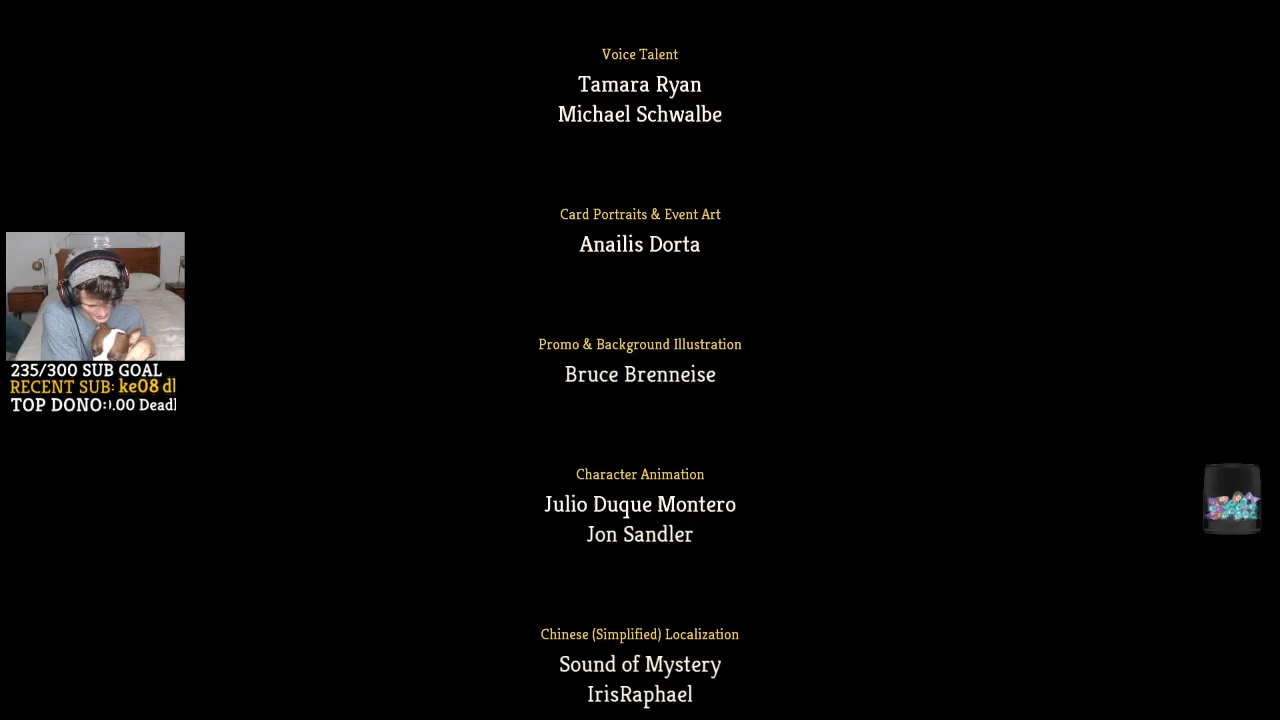 Voice Talent
Tamara Ryan
Michael Schwalbe
Card Portraits & Event Art
Anailis Dorta
Promo & Background Illustration
Bruce Brenneise
Character Animation
Julio Duque Montero
Jon Sandler
Chinese (Simplified) Localization
Sound of Mystery
IrisRaphael
235/300 SUB GOAL
RECENT SUB: ke08
TOP DONO: .00